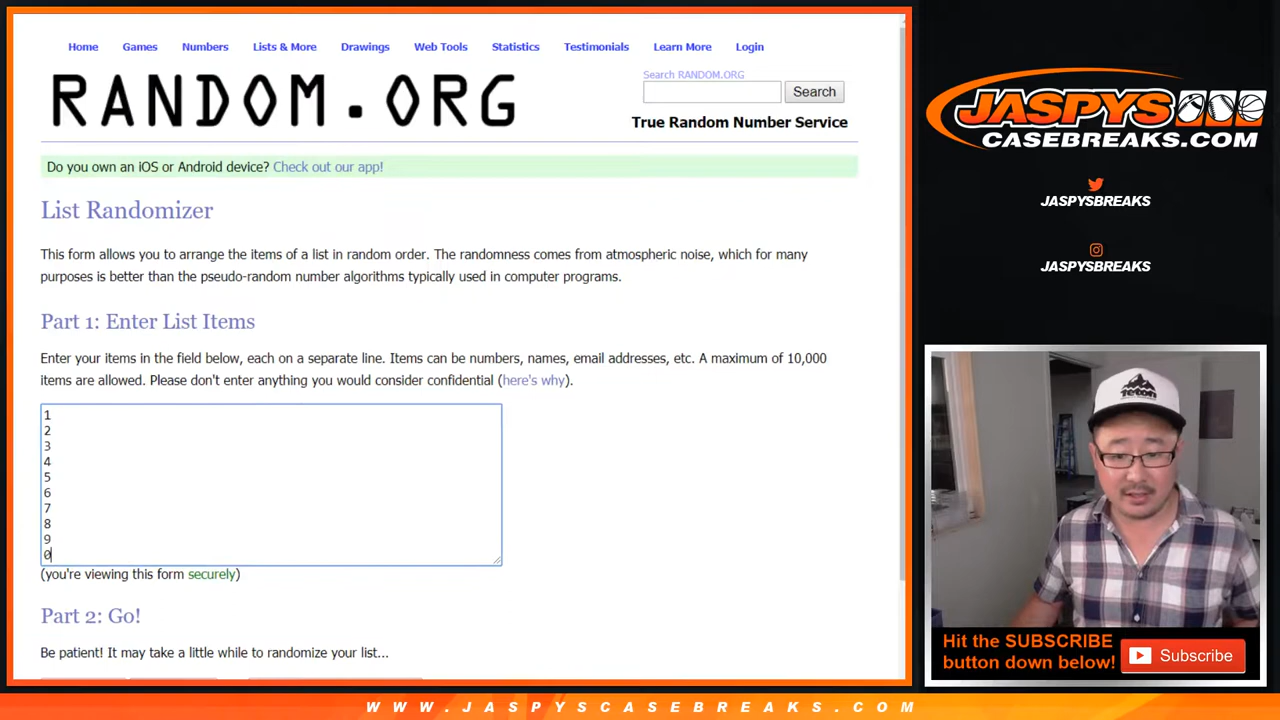 Home Games Numbers Lists & More Drawings Web Tools Statistics Testimonials Learn More Login
RANDOM.ORG
Search RANDOM.ORG
Search
True Random Number Service
Do you own an iOS or Android device? Check out our app!
List Randomizer
This form allows you to arrange the items of a list in random order. The randomness comes from atmospheric noise, which for many
purposes is better than the pseudo-random number algorithms typically used in computer programs.
Part 1: Enter List Items
Enter your items in the field below, each on a separate line. Items can be numbers, names, email addresses, etc. A maximum of 10,000
items are allowed. Please don't enter anything you would consider confidential (here's why).
1
2
3
4
5
6
7
8
9
0
(you're viewing this form securely)
Part 2: Go!
Be patient! It may take a little while to randomize your list...
JASPYS
CASEBREAKS.COM
JASPYSBREAKS
JASPYSBREAKS
Teton
Hit the SUBSCRIBE
button down below!
Subscribe
WWW.JASPYSCASEBREAKS.COM